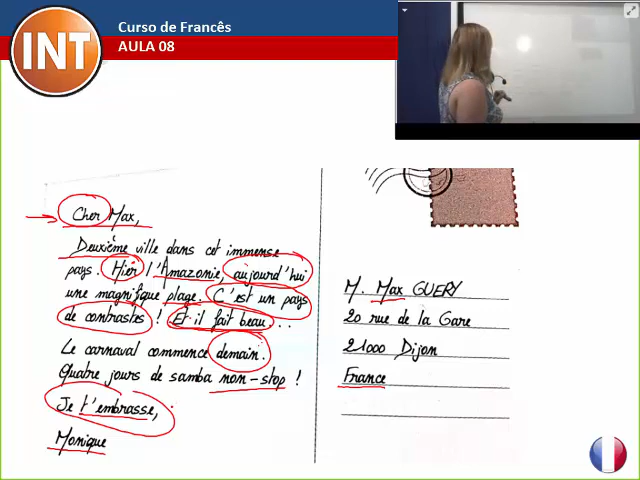 INT
Curso de Francês
AULA 08
Cher Max,
Deuxième ville dans cet immense
pays. Hier l'Amazonie, aujourd'hui
une magnifique plage. C'est un pays
de contrastes ! Et il fait beau...
Le carnaval commence demain.
Quatre jours de samba non-stop !
Je t'embrasse,
Monique
M. Max GUERY
20 rue de la Gare
21000 Dijon
France